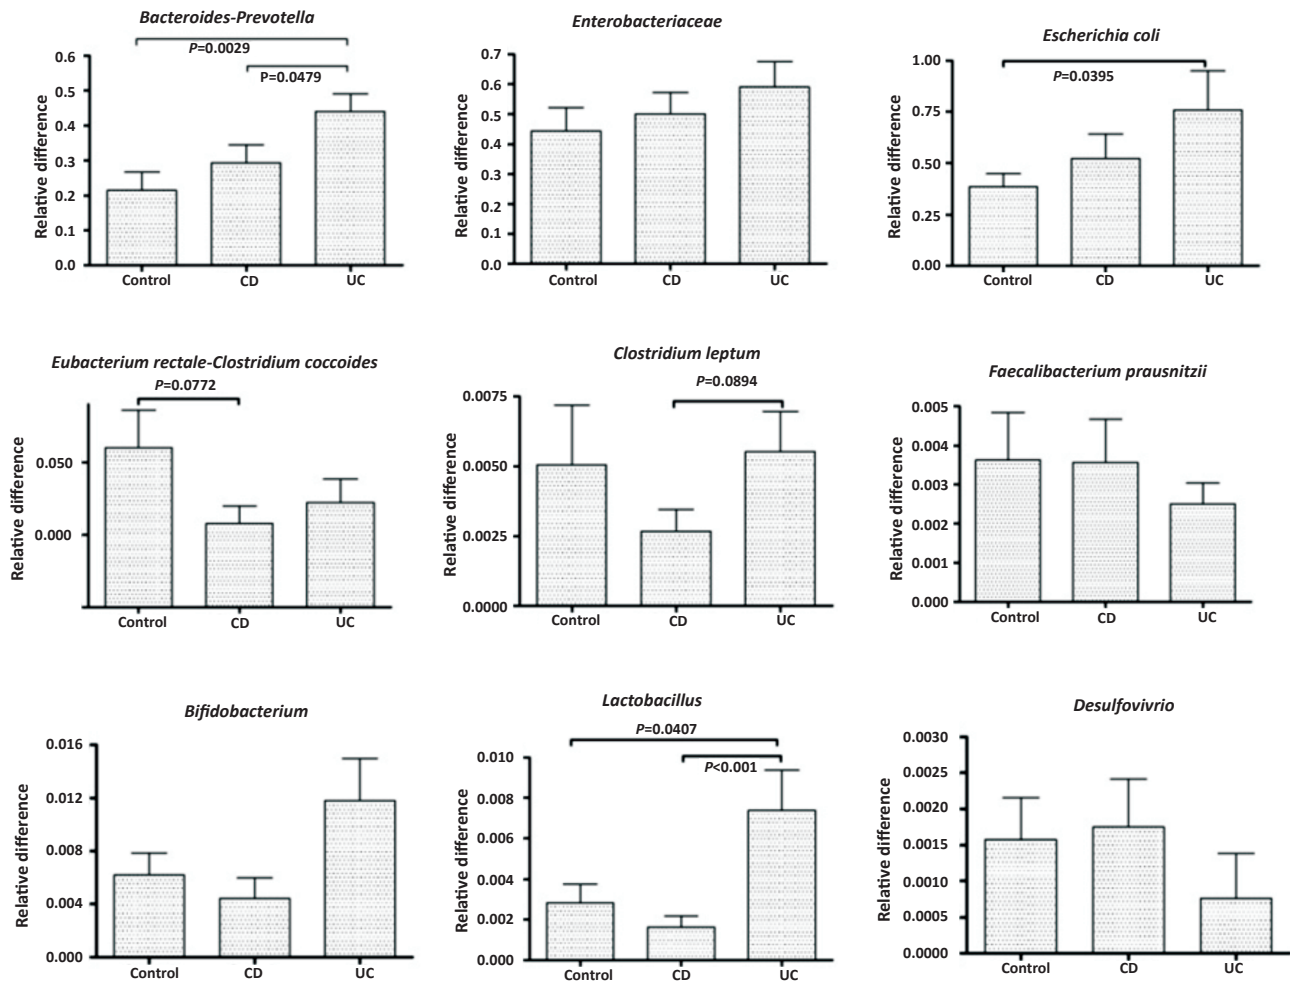 Bacteroides-Prevotella
P=0.0029
P=0.0479
Relative difference
0.6
0.5
0.4
0.3
0.2
0.1
0.0
Control CD UC
Enterobacteriaceae
Relative difference
0.7
0.6
0.5
0.4
0.3
0.2
0.1
0.0
Control CD UC
Escherichia coli
P=0.0395
Relative difference
1.00
0.75
0.50
0.25
0.00
Control CD UC
Eubacterium rectale-Clostridium coccoides
P=0.0772
Relative difference
0.050
0.000
Control CD UC
Clostridium leptum
P=0.0894
Relative difference
0.0075
0.0050
0.0025
0.0000
Control CD UC
Faecalibacterium prausnitzii
Relative difference
0.005
0.004
0.003
0.002
0.001
0.000
Control CD UC
Bifidobacterium
Relative difference
0.016
0.012
0.008
0.004
0.000
Control CD UC
Lactobacillus
P=0.0407
P<0.001
Relative difference
0.010
0.008
0.006
0.004
0.002
0.000
Control CD UC
Desulfovivrio
Relative difference
0.0030
0.0025
0.0020
0.0015
0.0010
0.0005
0.0000
Control CD UC